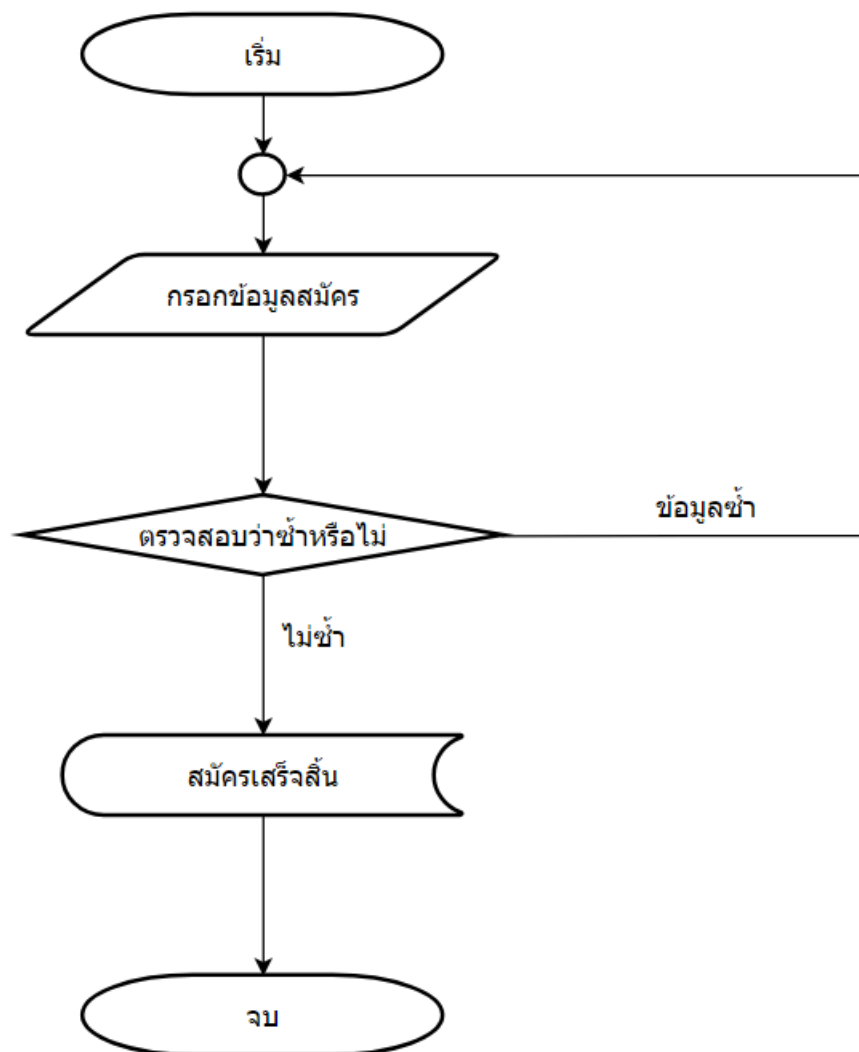 เริ่ม
กรอกข้อมูลสมัคร
ตรวจสอบว่าซ้ำหรือไม่
ข้อมูลซ้ำ
ไม่ซ้ำ
สมัครเสร็จสิ้น
จบ